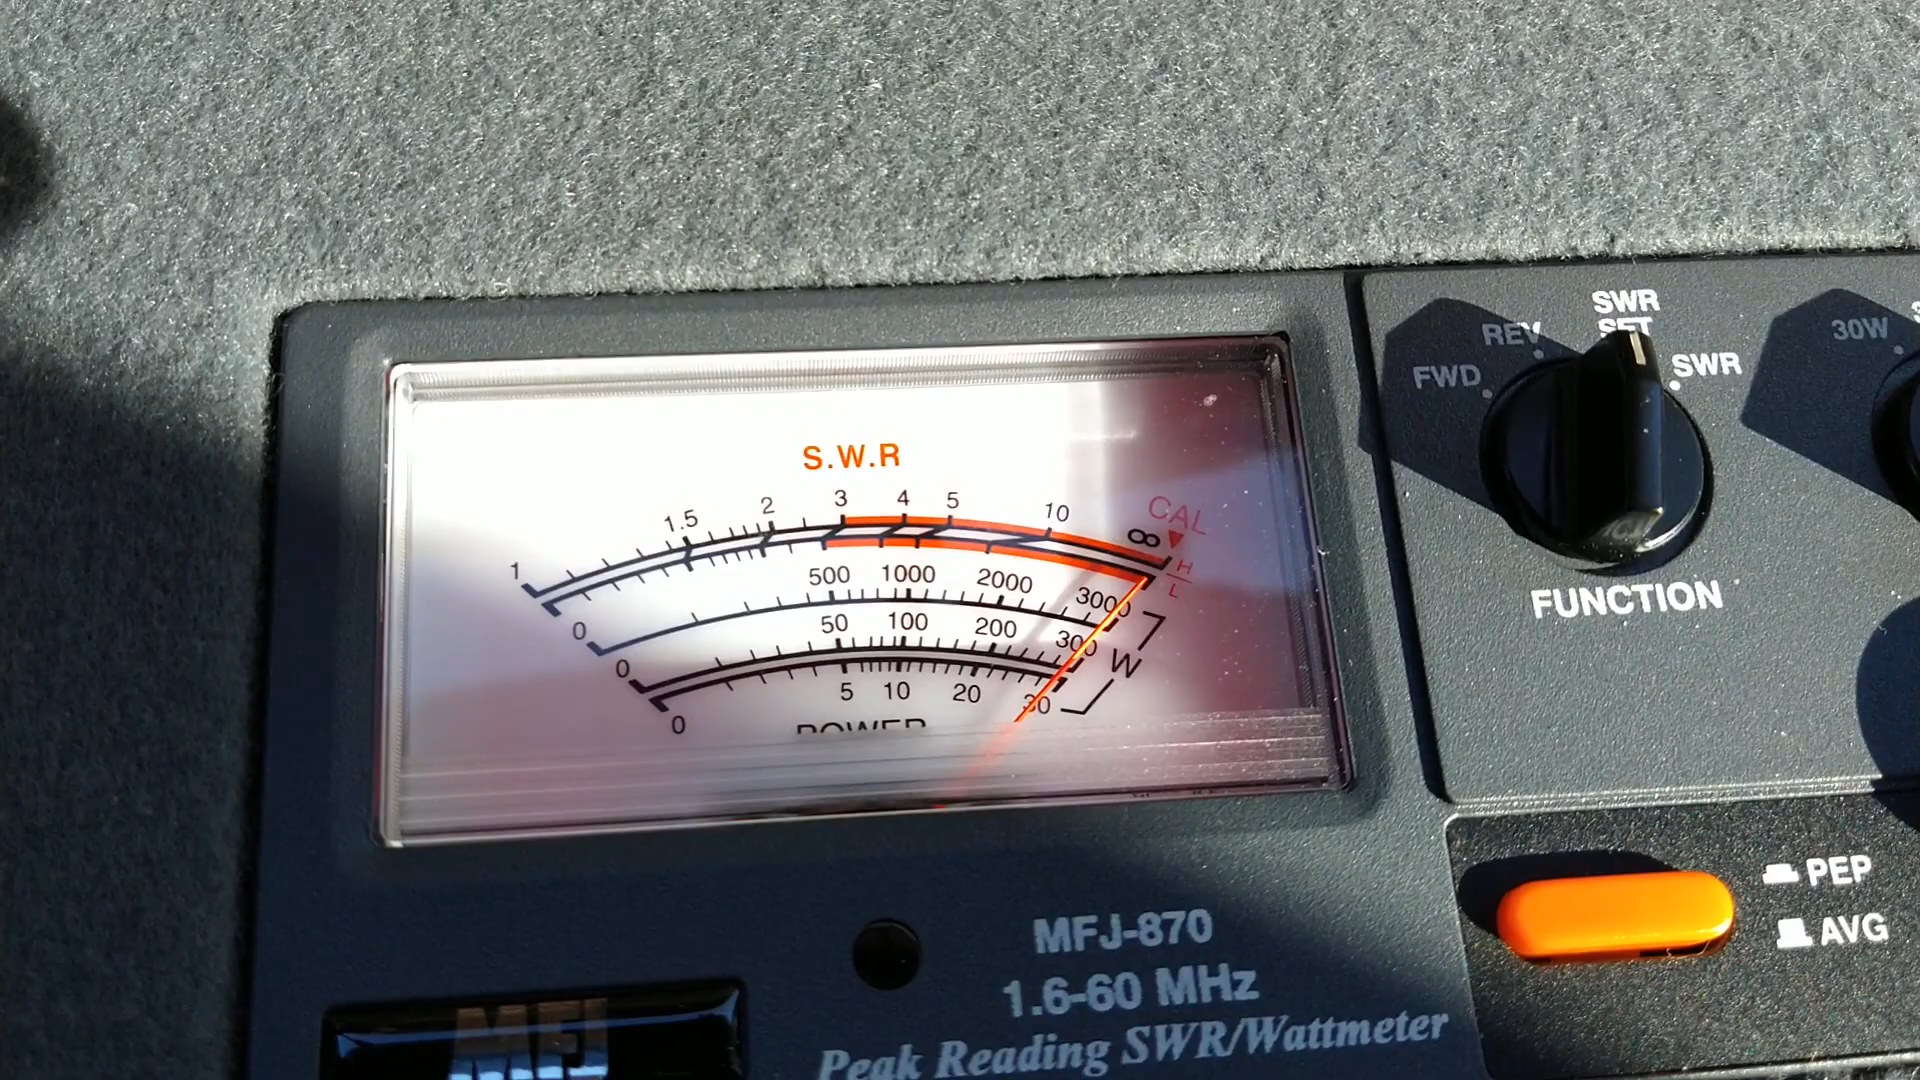 S.W.R
1 1.5 2 3 4 5 10 ∞ CAL
H
L
0 500 1000 2000 3000
0 50 100 200 300 W
0 5 10 20 30
POWER
FWD REV SWR SET SWR
FUNCTION
30W
PEP
AVG
MFJ-870
1.6-60 MHz
Peak Reading SWR/Wattmeter
MFJ